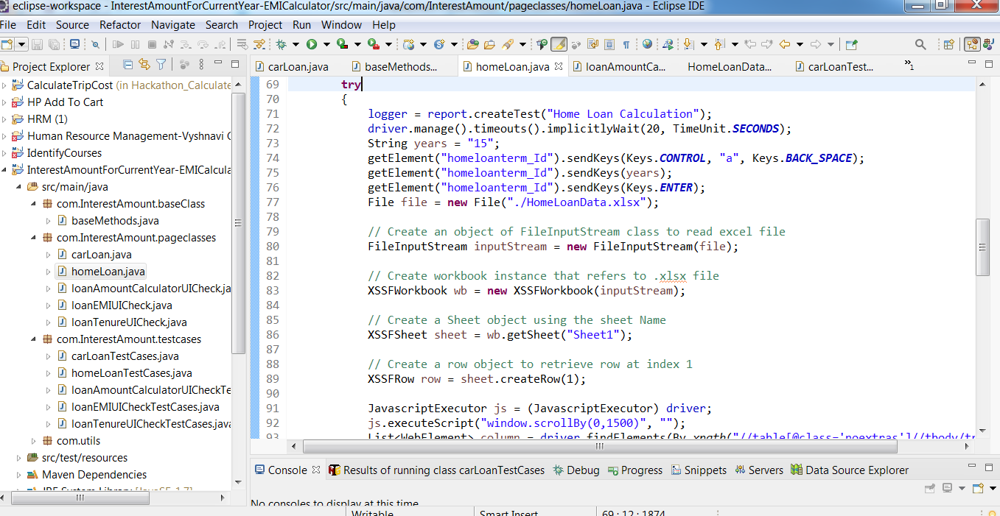 eclipse-workspace - InterestAmountForCurrentYear-EMICalculator/src/main/java/com/InterestAmount/pageclasses/homeLoan.java - Eclipse IDE
File Edit Source Refactor Navigate Search Project Run Window Help
Project Explorer
CalculateTripCost (in Hackathon_Calculate
HP Add To Cart
HRM (1)
Human Resource Management-Vyshnavi
IdentifyCourses
InterestAmountForCurrentYear-EMICalcula
src/main/java
com.InterestAmount.baseClass
baseMethods.java
com.InterestAmount.pageclasses
carLoan.java
homeLoan.java
loanAmountCalculatorUICheck.ja
loanEMIUICheck.java
loanTenureUICheck.java
com.InterestAmount.testcases
carLoanTestCases.java
homeLoanTestCases.java
loanAmountCalculatorUICheckTe
loanEMIUICheckTestCases.java
loanTenureUICheckTestCases.java
com.utils
src/test/resources
Maven Dependencies
JRE System Library [JavaSE-1.7]
carLoan.java baseMethods... homeLoan.java loanAmountCa... HomeLoanData... carLoanTest... »1
69 try
70 {
71 logger = report.createTest("Home Loan Calculation");
72 driver.manage().timeouts().implicitlyWait(20, TimeUnit.SECONDS);
73 String years = "15";
74 getElement("homeloanterm_Id").sendKeys(Keys.CONTROL, "a", Keys.BACK_SPACE);
75 getElement("homeloanterm_Id").sendKeys(years);
76 getElement("homeloanterm_Id").sendKeys(Keys.ENTER);
77 File file = new File("./HomeLoanData.xlsx");
78
79 // Create an object of FileInputStream class to read excel file
80 FileInputStream inputStream = new FileInputStream(file);
81
82 // Create workbook instance that refers to .xlsx file
83 XSSFWorkbook wb = new XSSFWorkbook(inputStream);
84
85 // Create a Sheet object using the sheet Name
86 XSSFSheet sheet = wb.getSheet("Sheet1");
87
88 // Create a row object to retrieve row at index 1
89 XSSFRow row = sheet.createRow(1);
90
91 JavascriptExecutor js = (JavascriptExecutor) driver;
92 js.executeScript("window.scrollBy(0,1500)", "");
93 List<WebElement> column = driver.findElements(By.xpath("//table[@class='noextras']//tbody/tr
Console Results of running class carLoanTestCases Debug Progress Snippets Servers Data Source Explorer
No consoles to display at this time.
Writable Smart Insert 69 : 12 : 1874